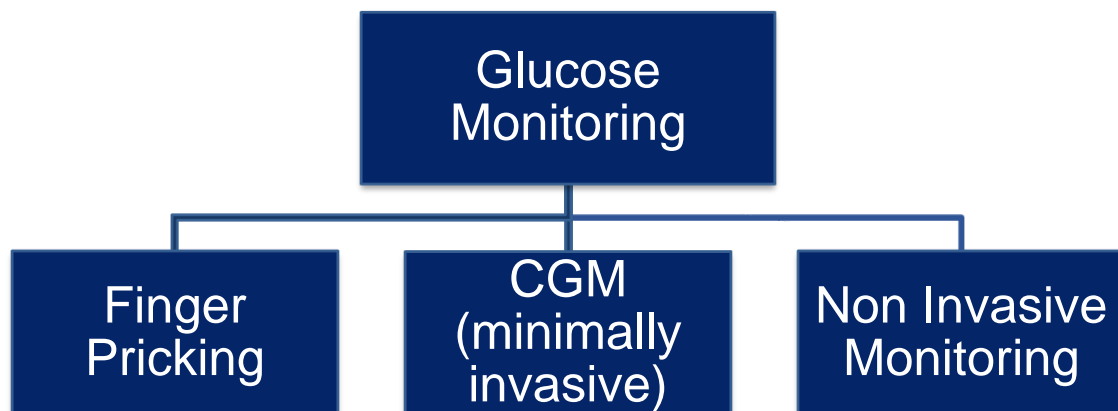 Glucose
Monitoring
Finger
Pricking
CGM
(minimally
invasive)
Non Invasive
Monitoring